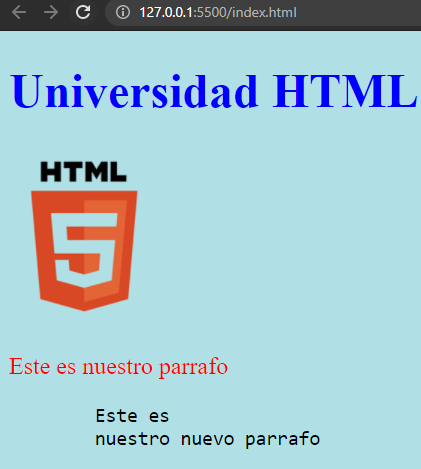 127.0.0.1:5500/index.html
Universidad HTML
HTML
5
Este es nuestro parrafo
Este es
nuestro nuevo parrafo